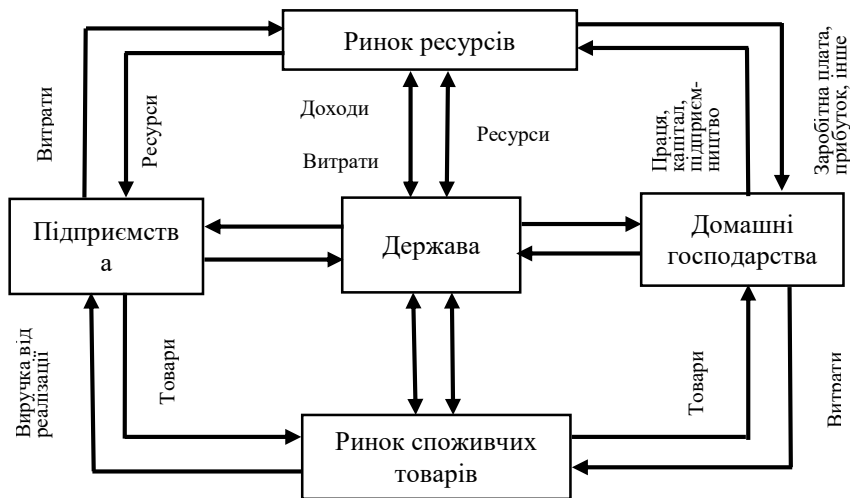 Ринок ресурсів
Витрати
Ресурси
Доходи
Витрати
Ресурси
Праця,
капітал,
підприєм-
ництво
Заробітна плата,
прибуток, інше
Підприємств
а
Держава
Домашні
господарства
Виручка від
реалізації
Товари
Товари
Витрати
Ринок споживчих
товарів